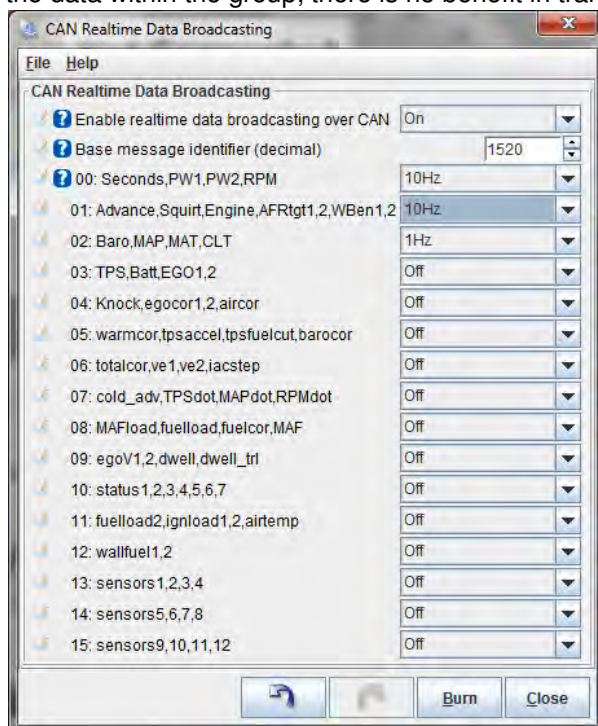 the data within the group, there is no benefit in tra
CAN Realtime Data Broadcasting
File Help
CAN Realtime Data Broadcasting
Enable realtime data broadcasting over CAN On
Base message identifier (decimal) 1520
00: Seconds,PW1,PW2,RPM 10Hz
01: Advance,Squirt,Engine,AFRtgt1,2,WBen1,2 10Hz
02: Baro,MAP,MAT,CLT 1Hz
03: TPS,Batt,EGO1,2 Off
04: Knock,egocor1,2,aircor Off
05: warmcor,tpsaccel,tpsfuelcut,barocor Off
06: totalcor,ve1,ve2,iacstep Off
07: cold_adv,TPSdot,MAPdot,RPMdot Off
08: MAFload,fuelload,fuelcor,MAF Off
09: egoV1,2,dwell,dwell_trl Off
10: status1,2,3,4,5,6,7 Off
11: fuelload2,ignload1,2,airtemp Off
12: wallfuel1,2 Off
13: sensors1,2,3,4 Off
14: sensors5,6,7,8 Off
15: sensors9,10,11,12 Off
Burn Close